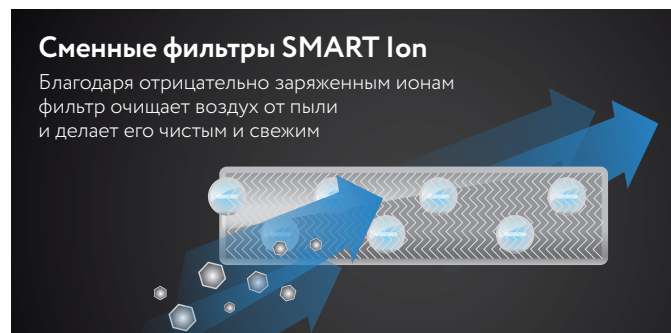 Сменные фильтры SMART Ion
Благодаря отрицательно заряженным ионам
фильтр очищает воздух от пыли
и делает его чистым и свежим